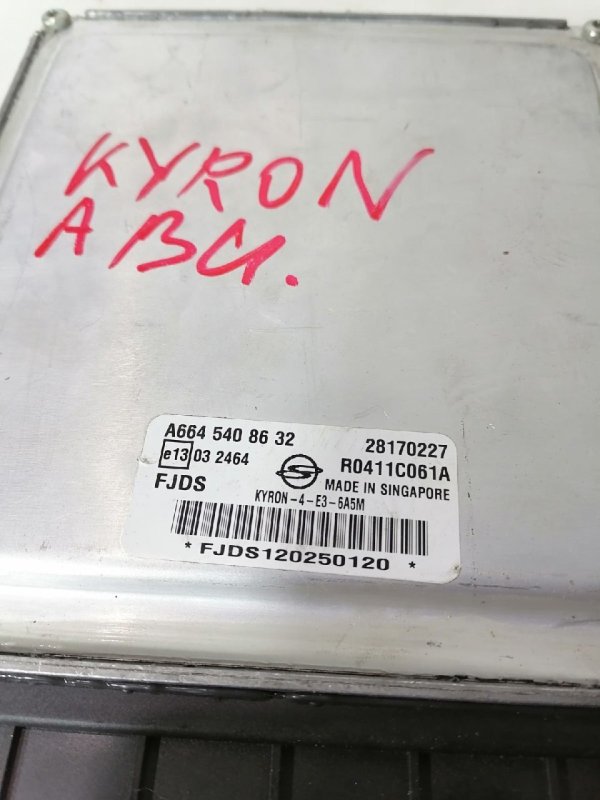 KYRON
АВИ.
A664 540 86 32
28170227
e13 03 2464
R0411C061A
FJDS
MADE IN SINGAPORE
KYRON-4-E3-6A5M
* FJDS120250120 *